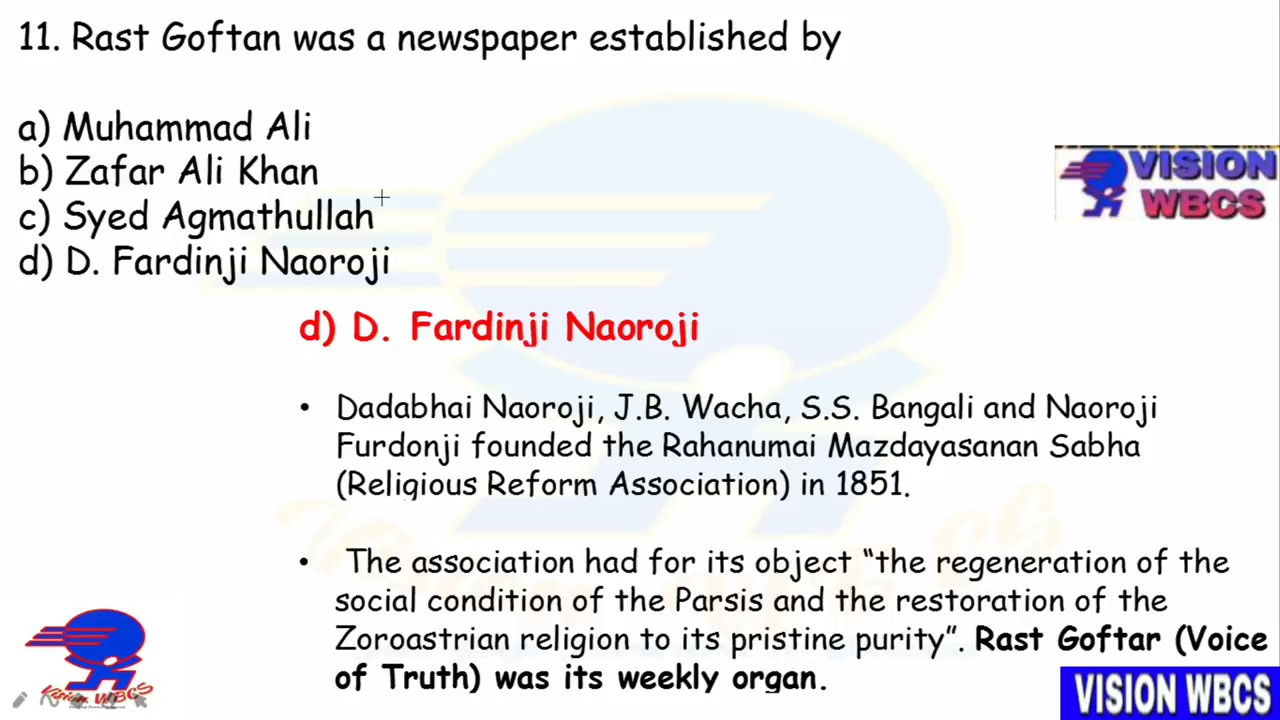 11. Rast Goftan was a newspaper established by
a) Muhammad Ali
b) Zafar Ali Khan
c) Syed Agmathullah
d) D. Fardinji Naoroji
VISION
WBCS
d) D. Fardinji Naoroji
• Dadabhai Naoroji, J.B. Wacha, S.S. Bangali and Naoroji
Furdonji founded the Rahanumai Mazdayasanan Sabha
(Religious Reform Association) in 1851.
• The association had for its object “the regeneration of the
social condition of the Parsis and the restoration of the
Zoroastrian religion to its pristine purity”. Rast Goftar (Voice
of Truth) was its weekly organ.
Vision WBCS
VISION WBCS